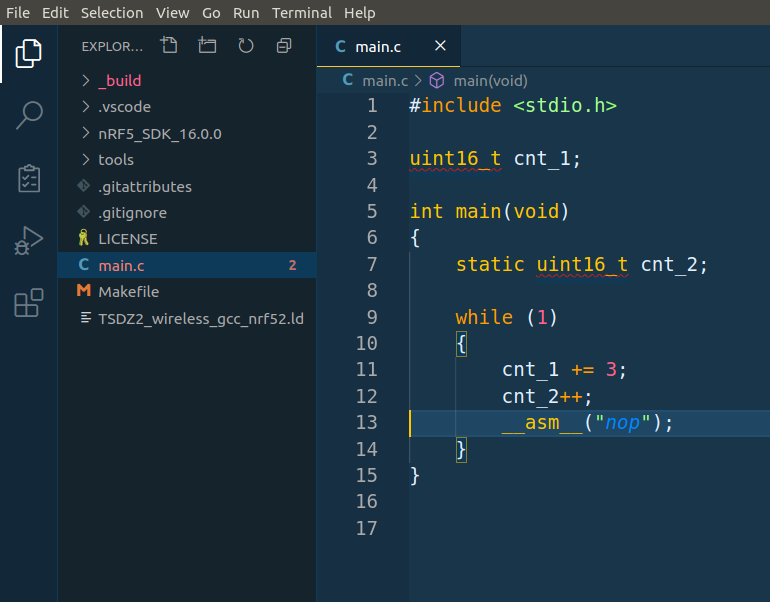 File Edit Selection View Go Run Terminal Help
EXPLOR...
_build
.vscode
nRF5_SDK_16.0.0
tools
.gitattributes
.gitignore
LICENSE
C main.c 2
M Makefile
TSDZ2_wireless_gcc_nrf52.ld
C main.c ×
C main.c > main(void)
1 #include <stdio.h>
2
3 uint16_t cnt_1;
4
5 int main(void)
6 {
7     static uint16_t cnt_2;
8
9     while (1)
10     {
11         cnt_1 += 3;
12         cnt_2++;
13         __asm__("nop");
14     }
15 }
16
17